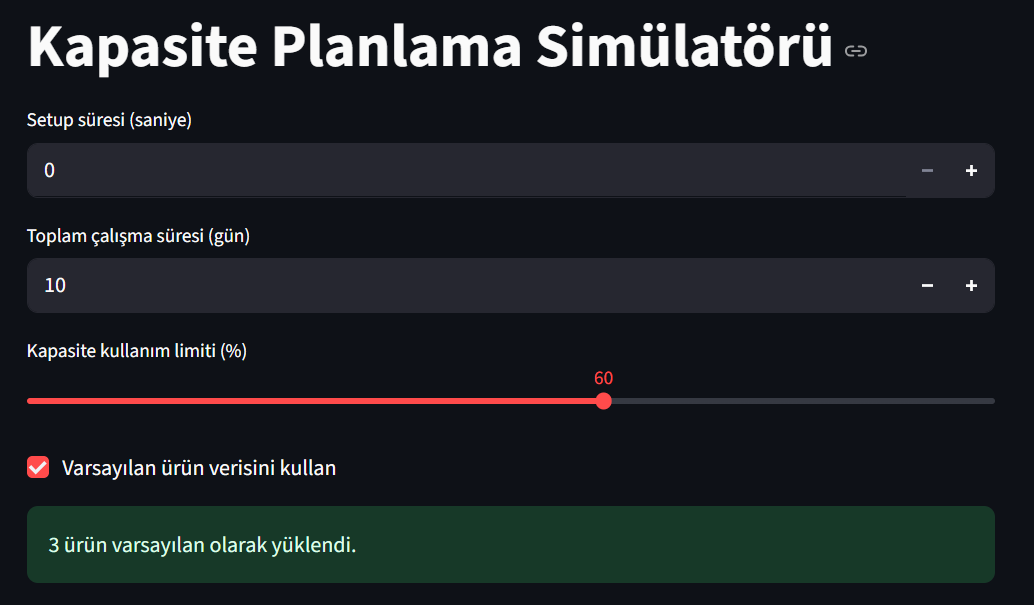 Kapasite Planlama Simülatörü
Setup süresi (saniye)
0
Toplam çalışma süresi (gün)
10
Kapasite kullanım limiti (%)
60
Varsayılan ürün verisini kullan
3 ürün varsayılan olarak yüklendi.